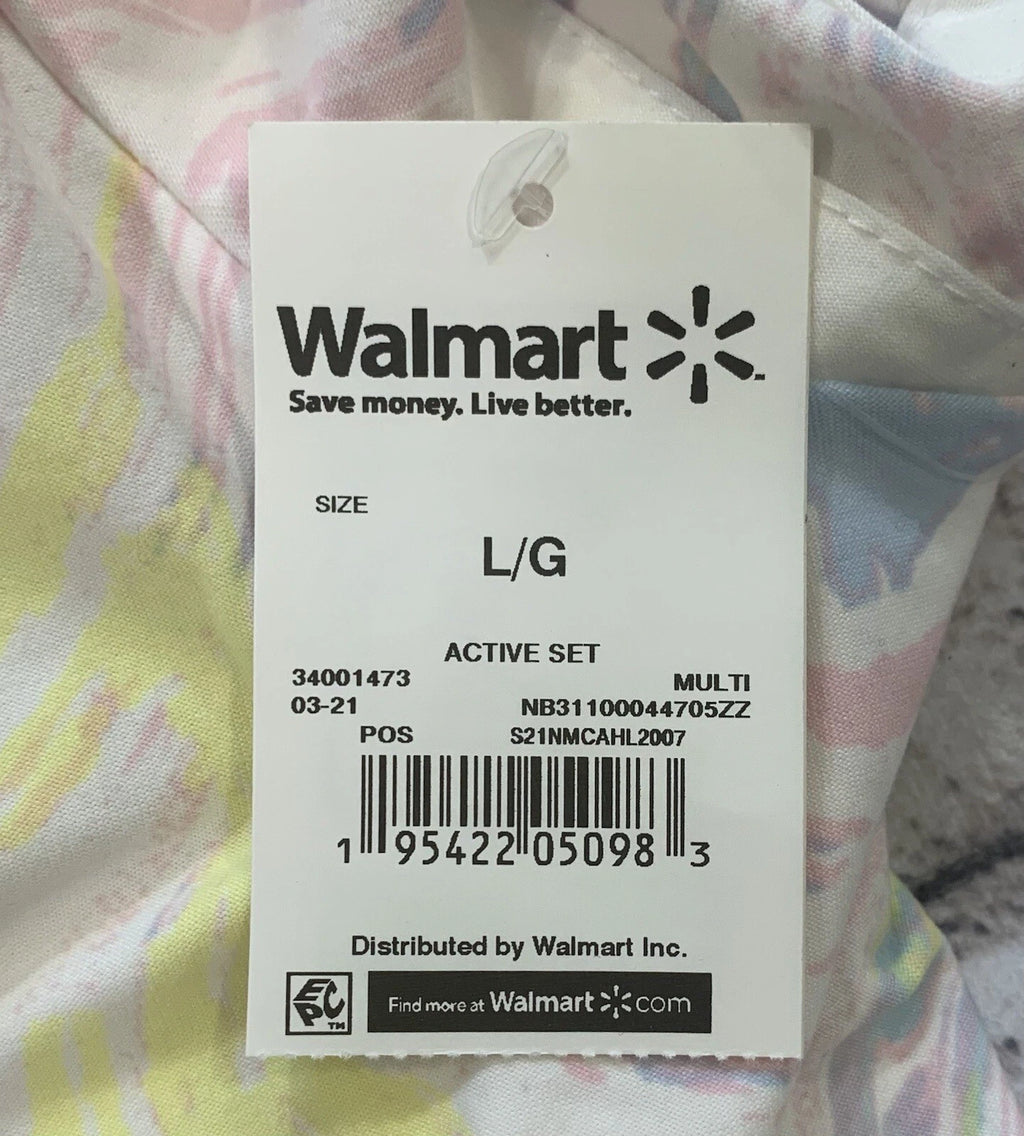 Walmart
Save money. Live better.
SIZE
L/G
ACTIVE SET
34001473 MULTI
03-21 NB31100044705ZZ
POS S21NMCAHL2007
1 95422 05098 3
Distributed by Walmart Inc.
EPC TM
Find more at Walmart com